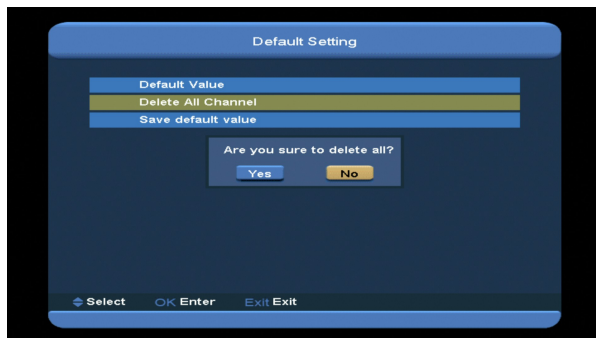 Default Setting
Default Value
Delete All Channel
Save default value
Are you sure to delete all?
Yes No
Select OK Enter Exit Exit